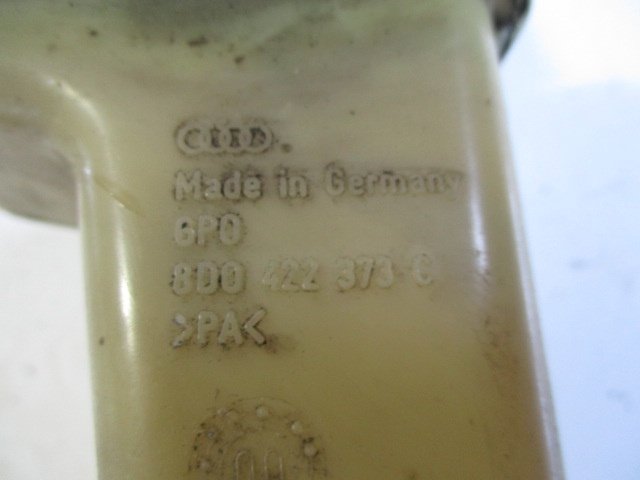 Made in Germany
GPO
8D0 422 373 C
>PA<